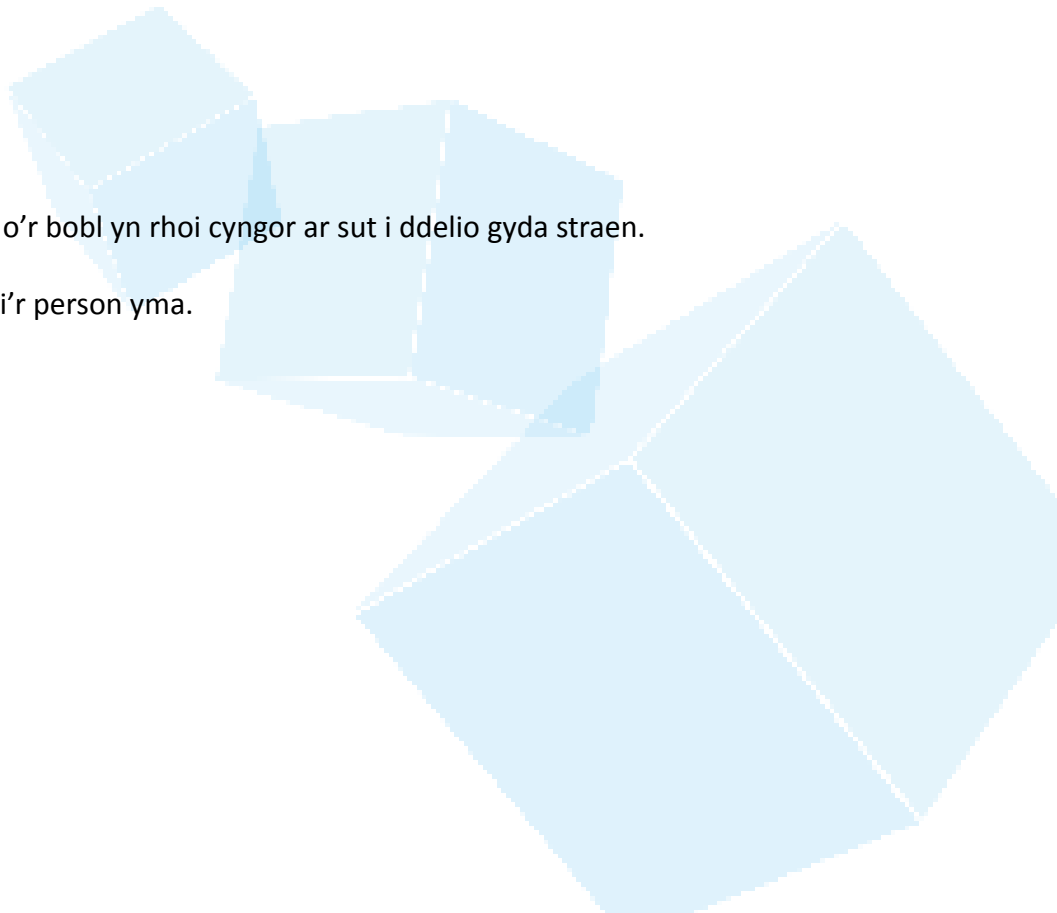 o'r bobl yn rhoi cyngor ar sut i ddelio gyda straen.
i’r person yma.